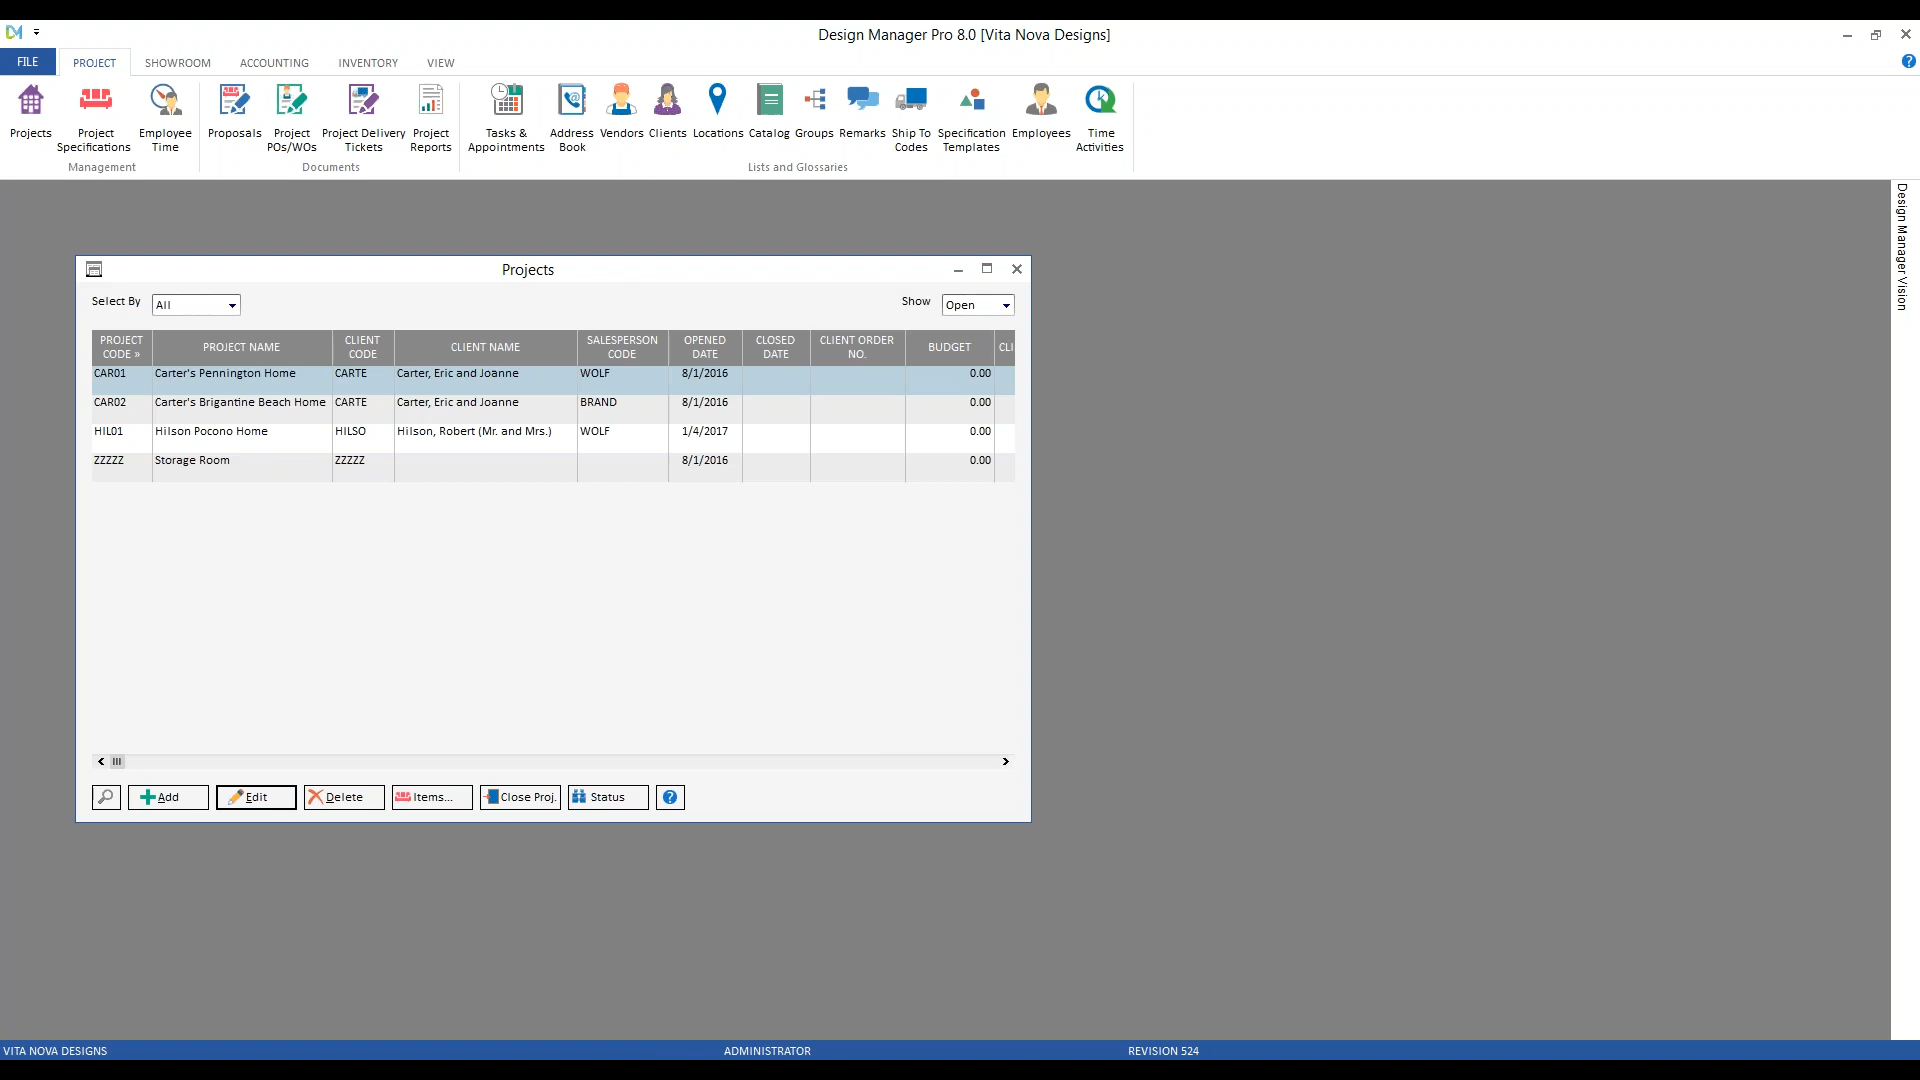 Design Manager Pro 8.0 [Vita Nova Designs]
FILE PROJECT SHOWROOM ACCOUNTING INVENTORY VIEW
Projects
Project Specifications
Employee Time
Proposals
Project POs/WOs
Project Delivery Tickets
Project Reports
Tasks & Appointments
Address Book
Vendors
Clients
Locations
Catalog
Groups
Remarks
Ship To Codes
Specification Templates
Employees
Time Activities
Management Documents Lists and Glossaries
Design Manager Vision
Projects
Select By All Show Open
PROJECT CODE » PROJECT NAME CLIENT CODE CLIENT NAME SALESPERSON CODE OPENED DATE CLOSED DATE CLIENT ORDER NO. BUDGET CLI
CAR01 Carter's Pennington Home CARTE Carter, Eric and Joanne WOLF 8/1/2016 0.00
CAR02 Carter's Brigantine Beach Home CARTE Carter, Eric and Joanne BRAND 8/1/2016 0.00
HIL01 Hilson Pocono Home HILSO Hilson, Robert (Mr. and Mrs.) WOLF 1/4/2017 0.00
ZZZZZ Storage Room ZZZZZ 8/1/2016 0.00
Add Edit Delete Items... Close Proj. Status
VITA NOVA DESIGNS ADMINISTRATOR REVISION 524